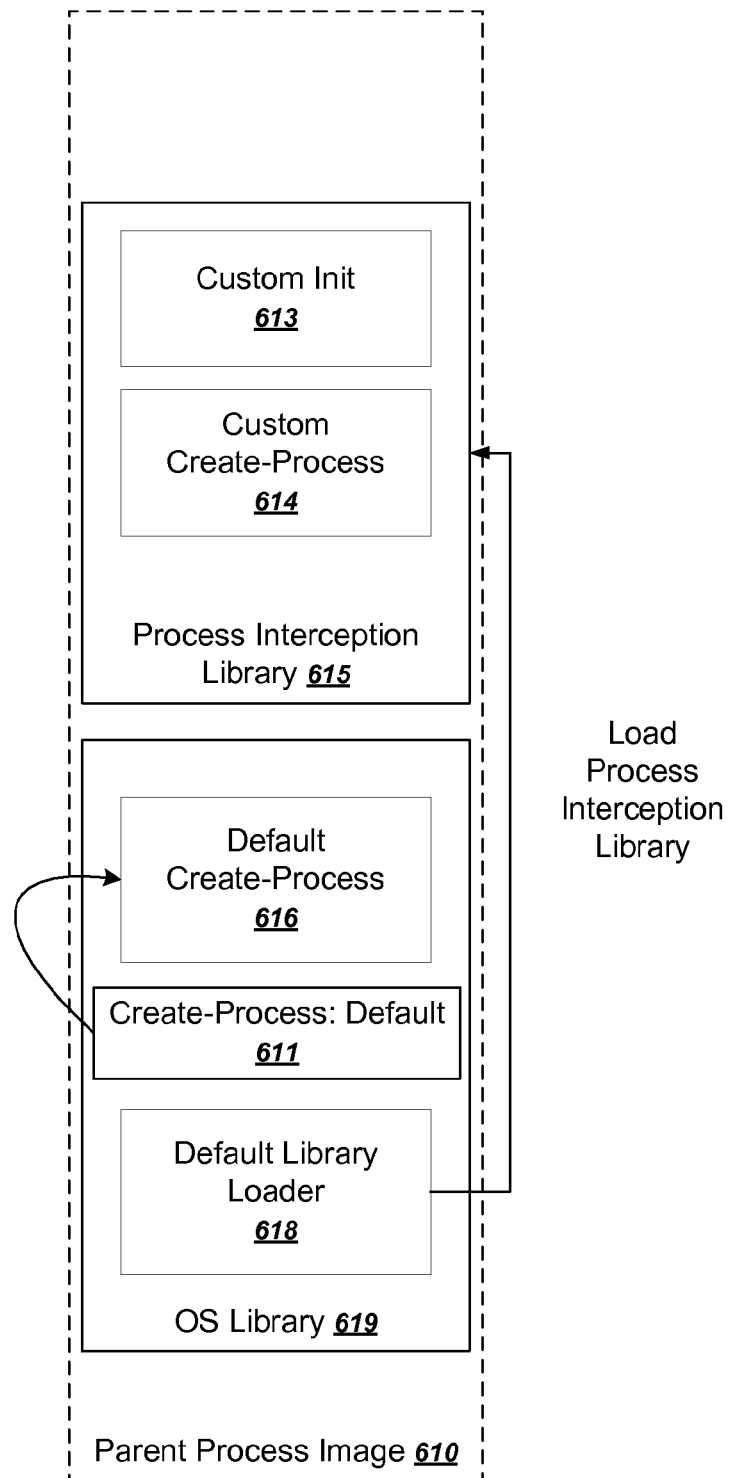 Custom Init
613
Custom
Create-Process
614
Process Interception
Library 615
Load
Process
Interception
Library
Default
Create-Process
616
Create-Process: Default
611
Default Library
Loader
618
OS Library 619
Parent Process Image 610